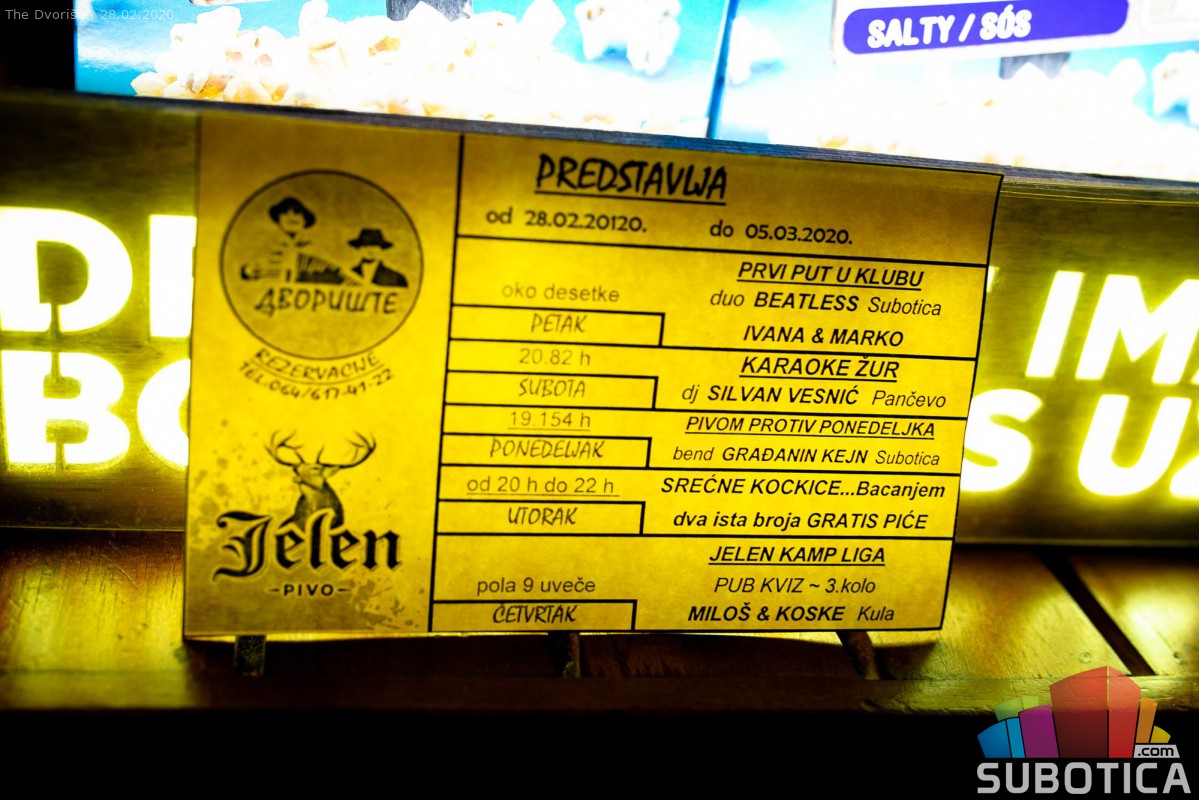 The Dvorište 28.02.2020
SALTY / SÓS
PREDSTAVLJA
od 28.02.20120. do 05.03.2020.
ДВОРИШТЕ
REZERVACIJE
TEL.064/617-41-22
Jelen
-PIVO-
oko desetke
PETAK
PRVI PUT U KLUBU
duo BEATLESS Subotica
IVANA & MARKO
20.82 h
SUBOTA
KARAOKE ŽUR
dj SILVAN VESNIĆ Pančevo
19.154 h
PONEDELJAK
PIVOM PROTIV PONEDELJKA
bend GRAĐANIN KEJN Subotica
od 20 h do 22 h
UTORAK
SREĆNE KOCKICE...Bacanjem
dva ista broja GRATIS PIĆE
pola 9 uveče
ČETVRTAK
JELEN KAMP LIGA
PUB KVIZ ~ 3.kolo
MILOŠ & KOSKE Kula
.com
SUBOTICA